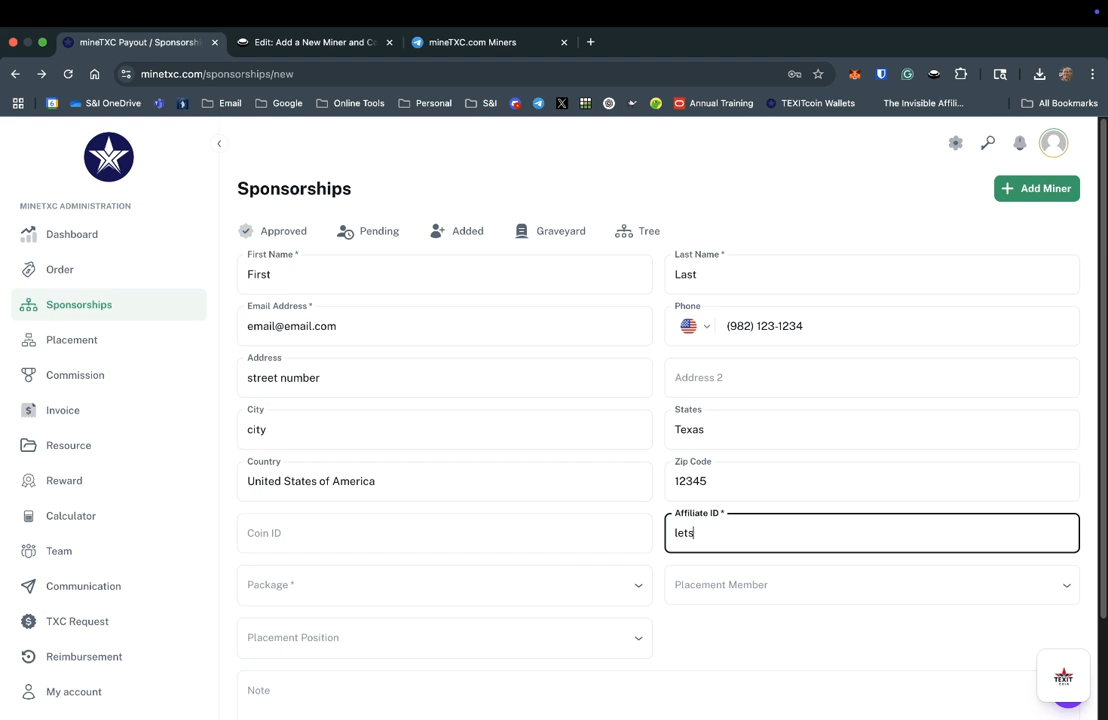 mineTXC Payout / Sponsorsh
Edit: Add a New Miner and Co
mineTXC.com Miners
minetxc.com/sponsorships/new
S&I OneDrive
Email
Google
Online Tools
Personal
S&I
Annual Training
TEXITcoin Wallets
The Invisible Affili...
All Bookmarks
MINETXC ADMINISTRATION
Dashboard
Order
Sponsorships
Placement
Commission
Invoice
Resource
Reward
Calculator
Team
Communication
TXC Request
Reimbursement
My account
Sponsorships
Add Miner
Approved
Pending
Added
Graveyard
Tree
First Name *
First
Last Name *
Last
Email Address *
email@email.com
Phone
(982) 123-1234
Address
street number
Address 2
City
city
States
Texas
Country
United States of America
Zip Code
12345
Coin ID
Affiliate ID *
lets
Package *
Placement Member
Placement Position
Note
TEXIT
COIN